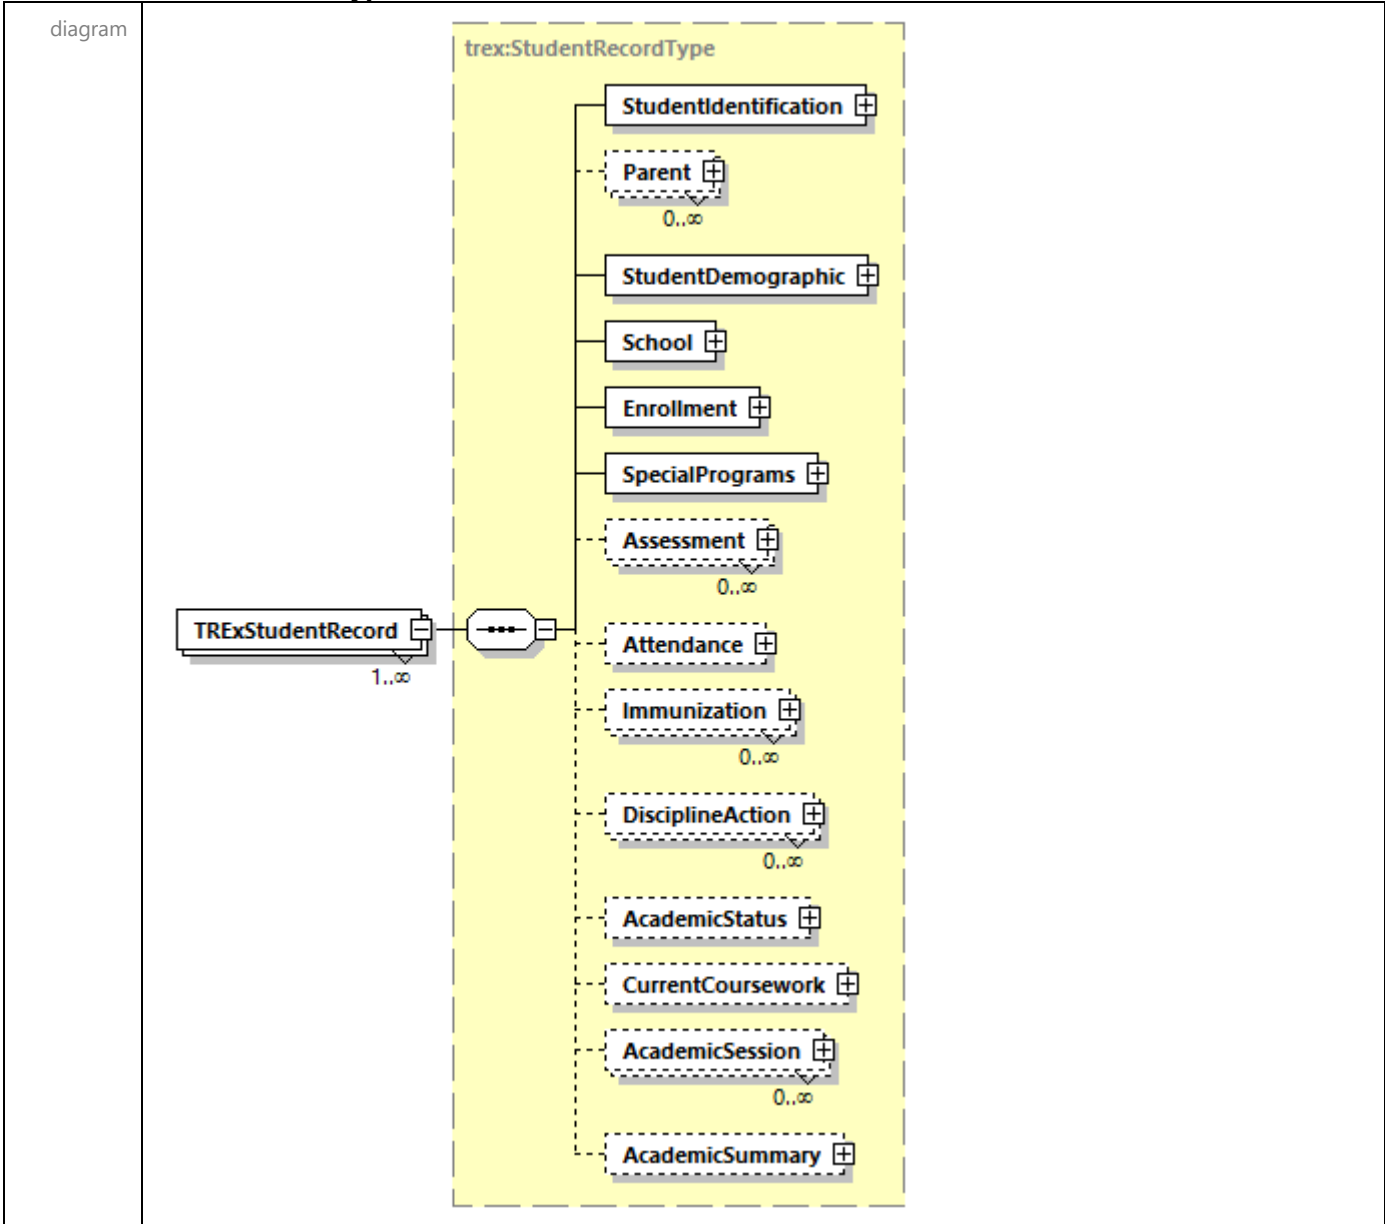 diagram
trex:StudentRecordType
StudentIdentification
Parent
0..∞
StudentDemographic
School
Enrollment
SpecialPrograms
Assessment
0..∞
TRExStudentRecord
1..∞
Attendance
Immunization
0..∞
DisciplineAction
0..∞
AcademicStatus
CurrentCoursework
AcademicSession
0..∞
AcademicSummary